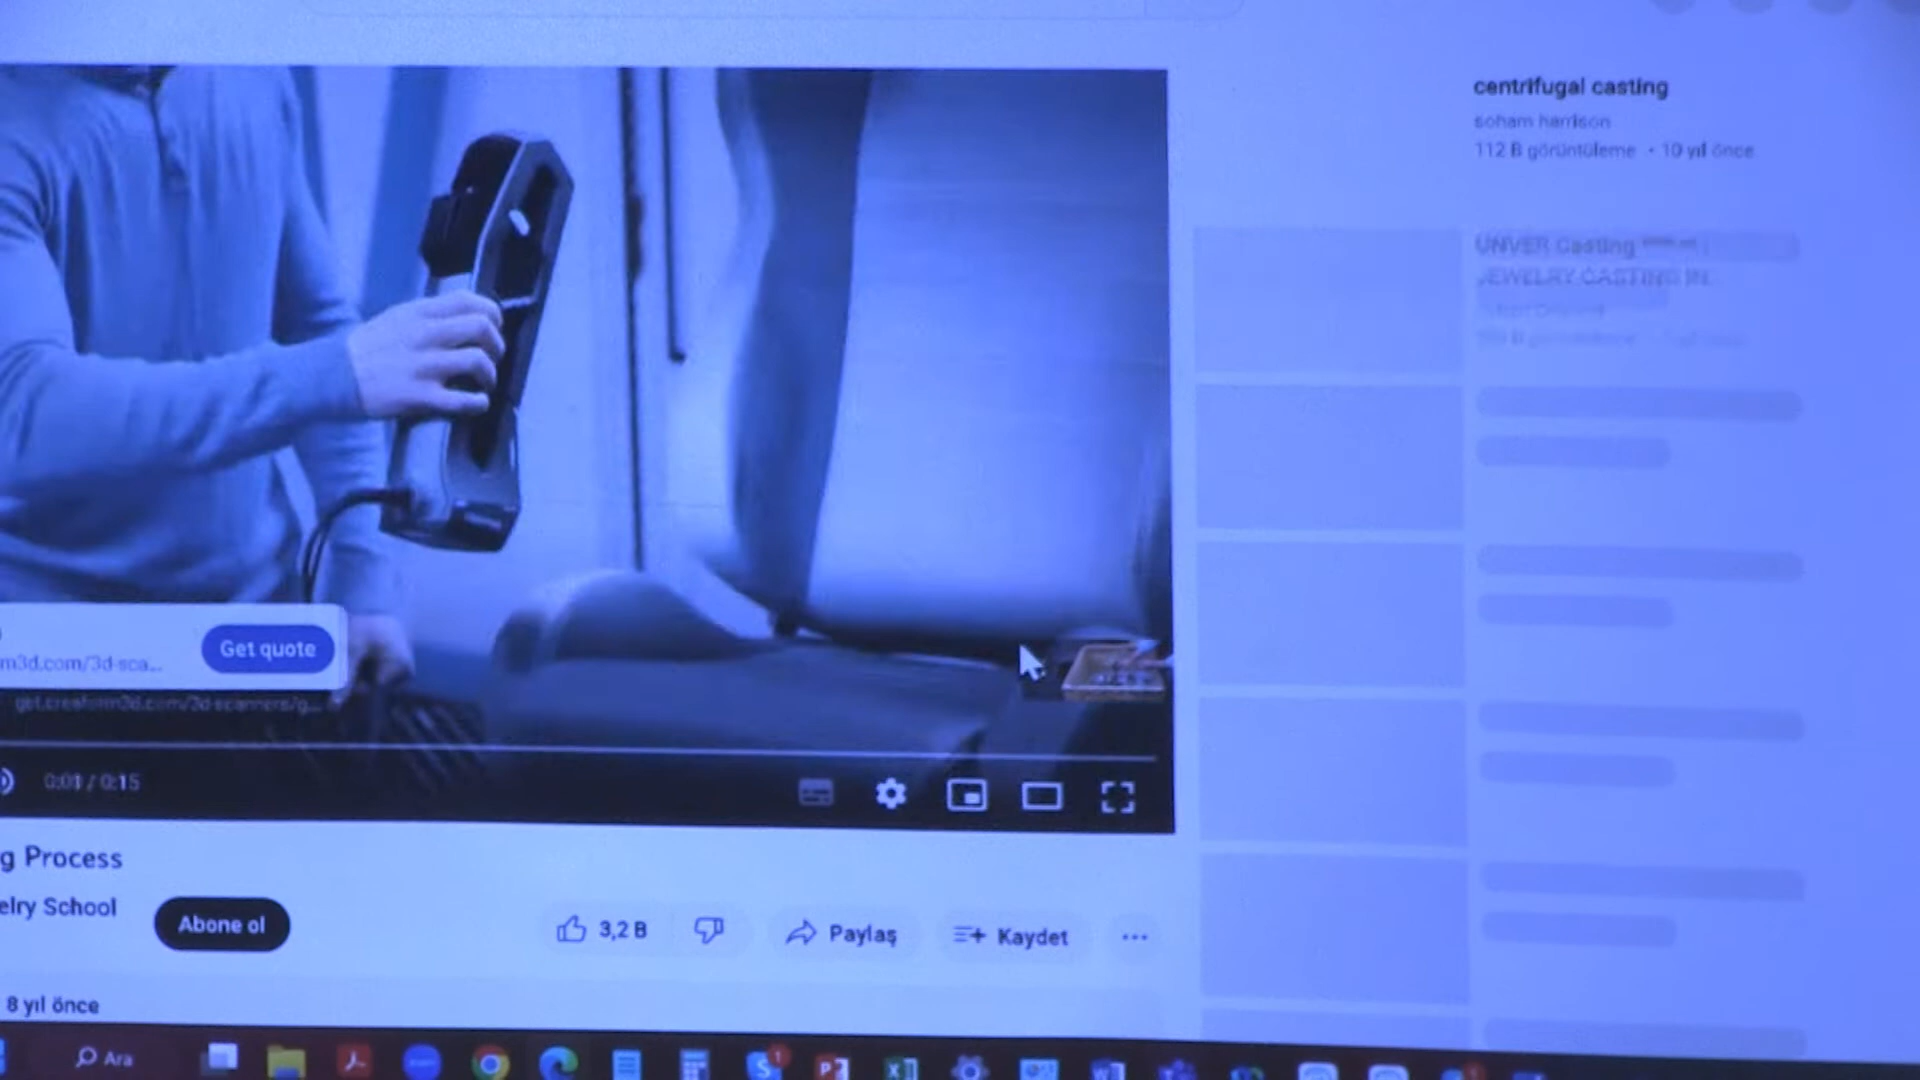 centrifugal casting
soham harrison
112 B görüntüleme • 10 yıl önce
UNVER Casting
JEWELRY CASTING IN
Get quote
m3d.com/3d-sca...
get.creaform3d.com/3d-scanners/g...
0:01 / 0:15
g Process
elry School
Abone ol
3,2 B
Paylaş
Kaydet
8 yıl önce
Ara